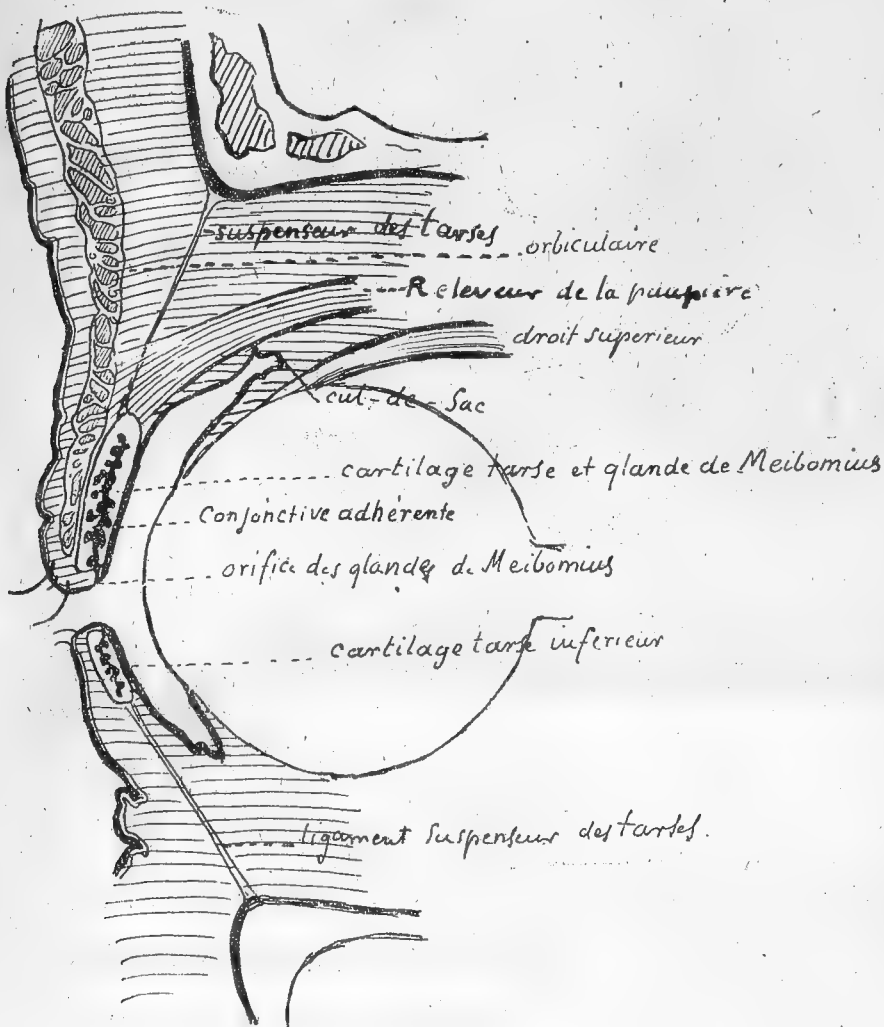 suspenseur des tarses
orbiculaire
Releveur de la paupière
droit superieur
cul-de-sac
cartilage tarse et glande de Meibomius
Conjonctive adhérente
orifice des glandes de Meibomius
cartilage tarse inferieur
ligament suspenseur des tarses.